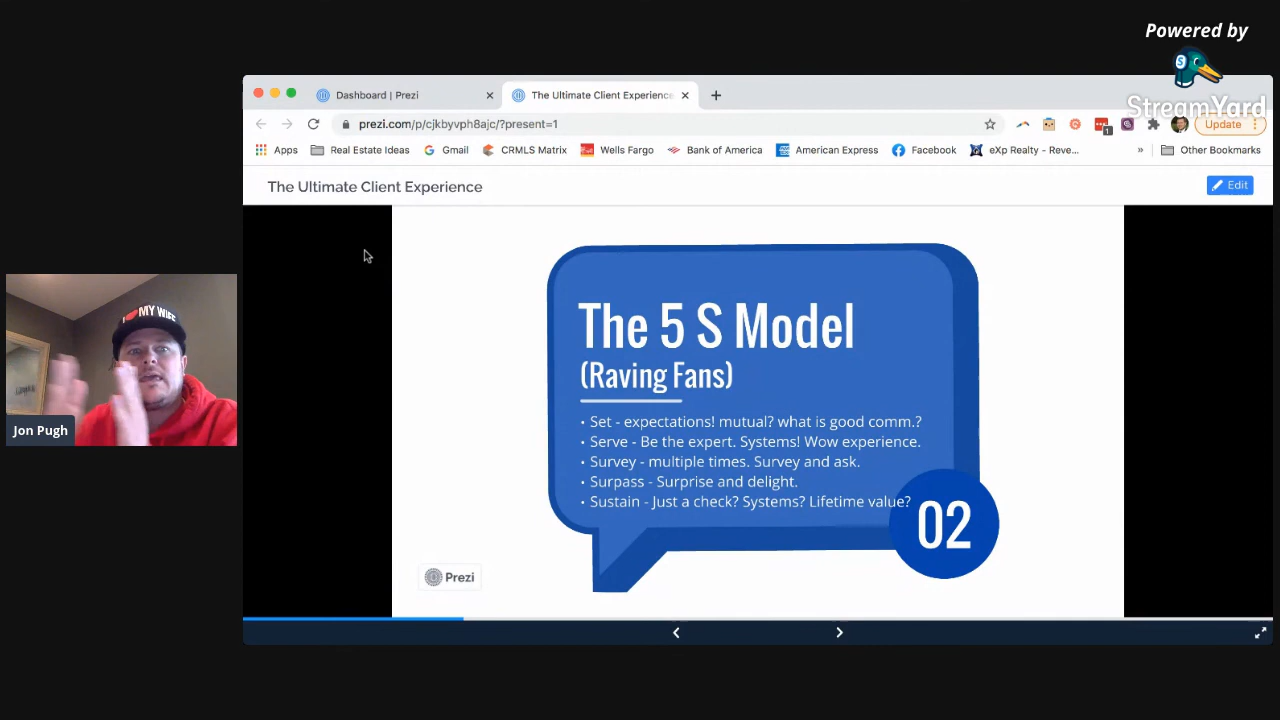 Powered by
StreamYard
Dashboard | Prezi
The Ultimate Client Experience
prezi.com/p/cjkbyvph8ajc/?present=1
1
Update
Apps
Real Estate Ideas
Gmail
CRMLS Matrix
Wells Fargo
Bank of America
American Express
Facebook
eXp Realty - Reve...
»
Other Bookmarks
The Ultimate Client Experience
Edit
The 5 S Model
(Raving Fans)
• Set - expectations! mutual? what is good comm.?
• Serve - Be the expert. Systems! Wow experience.
• Survey - multiple times. Survey and ask.
• Surpass - Surprise and delight.
• Sustain - Just a check? Systems? Lifetime value?
02
Prezi
I ❤ MY WIFE
Jon Pugh